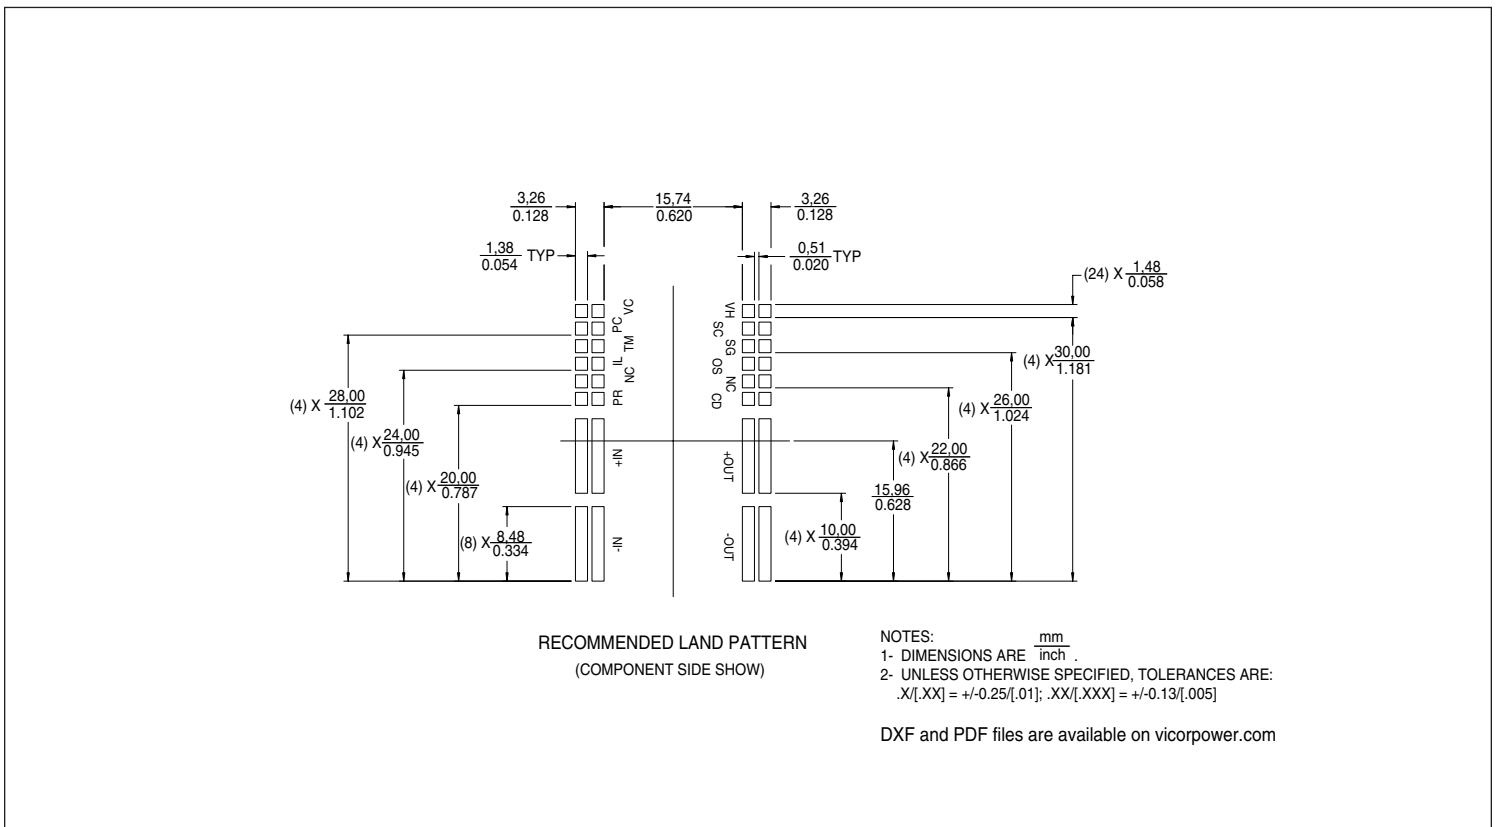 3,26
0.128
15,74
0.620
3,26
0.128
1,38
0.054
TYP
0,51
0.020
TYP
(24) X 1,48
0.058
VC
PC
TM
IL
NC
PR
+IN
-IN
VH
SC
SG
OS
NC
CD
+OUT
-OUT
(4) X 28,00
1.102
(4) X 24,00
0.945
(4) X 20,00
0.787
(8) X 8,48
0.334
(4) X 30,00
1.181
(4) X 26,00
1.024
(4) X 22,00
0.866
15,96
0.628
(4) X 10,00
0.394
RECOMMENDED LAND PATTERN
(COMPONENT SIDE SHOW)
NOTES:
1- DIMENSIONS ARE mm
inch .
2- UNLESS OTHERWISE SPECIFIED, TOLERANCES ARE:
.X/[.XX] = +/-0.25/[.01]; .XX/[.XXX] = +/-0.13/[.005]
DXF and PDF files are available on vicorpower.com